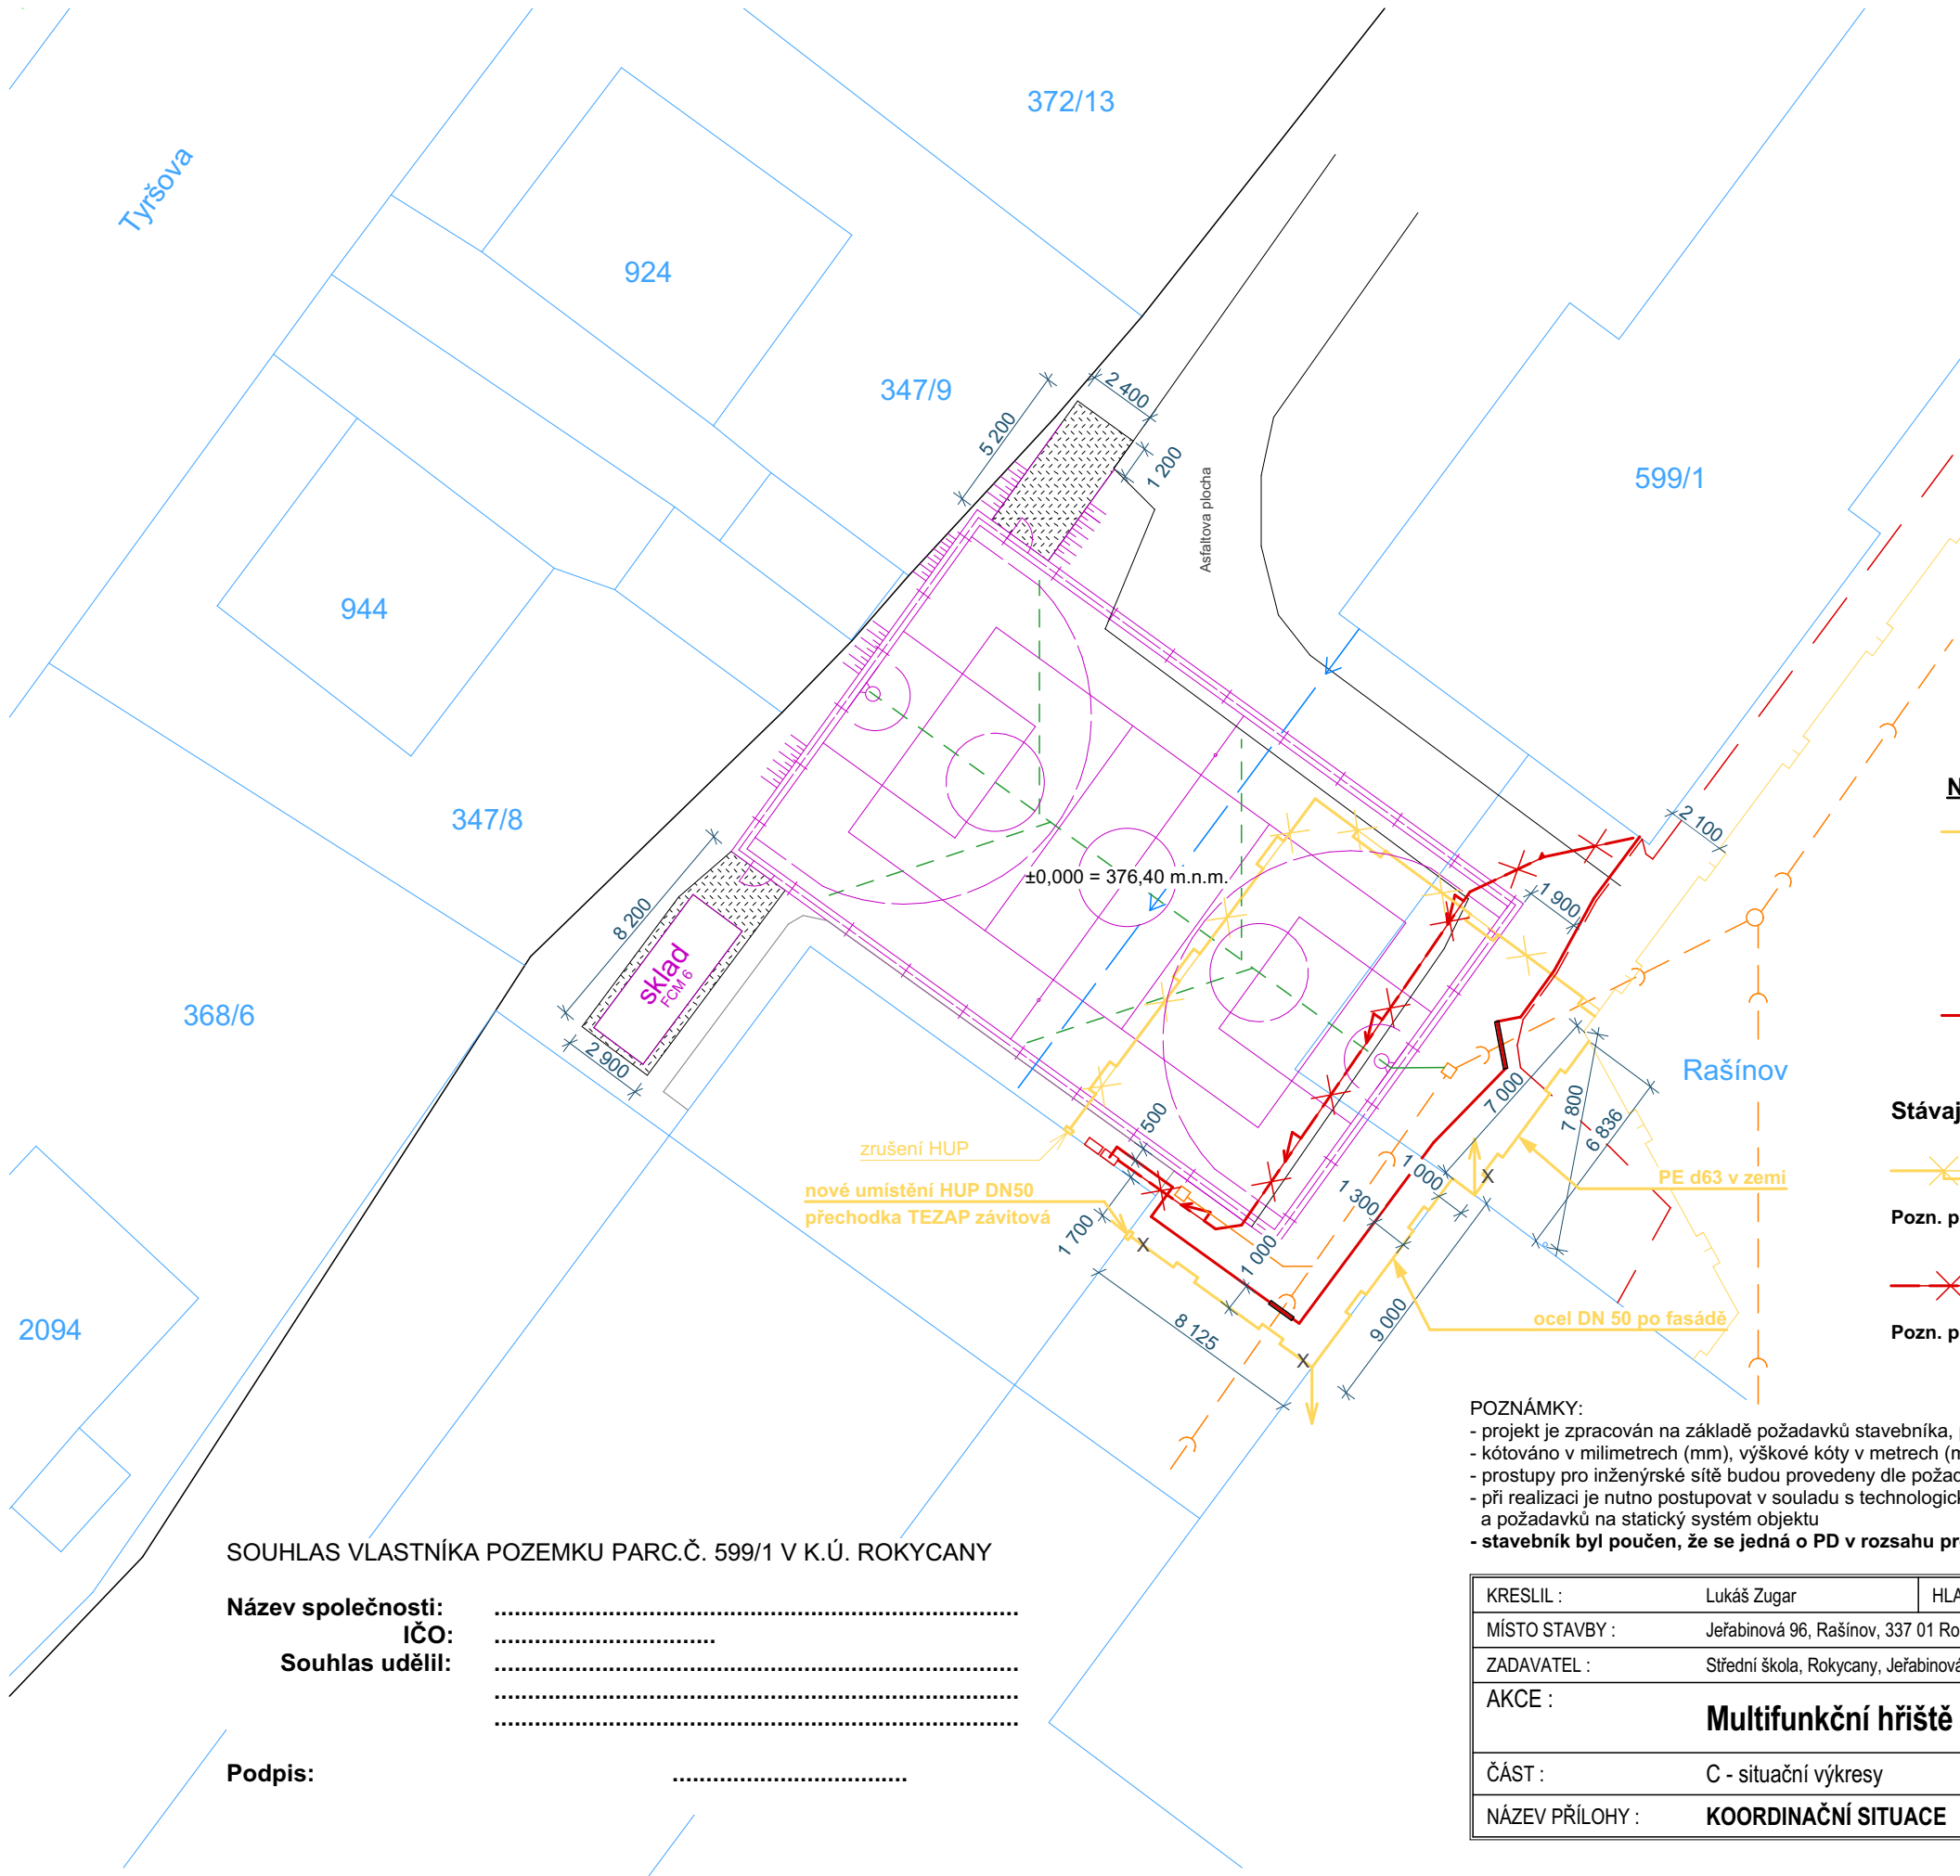 372/13
Tyršova
924
347/9
2 400
5 200
1 200
Asfaltova plocha
599/1
944
347/8
±0,000 = 376,40 m.n.m.
2 100
1 900
8 200
sklad
FCM 6
2 900
368/6
Rašínov
7 000
7 800
6 836
500
zrušení HUP
nové umístění HUP DN50
přechodka TEZAP závitová
1 000
1 300
X
PE d63 v zemi
1 700
X
1 000
8 125
9 000
ocel DN 50 po fasádě
X
2094
N
Stávaj
Pozn. p
Pozn. p
POZNÁMKY:
- projekt je zpracován na základě požadavků stavebníka,
- kótováno v milimetrech (mm), výškové kóty v metrech (m
- prostupy pro inženýrské sítě budou provedeny dle požad
- při realizaci je nutno postupovat v souladu s technologick
a požadavků na statický systém objektu
- stavebník byl poučen, že se jedná o PD v rozsahu pr
SOUHLAS VLASTNÍKA POZEMKU PARC.Č. 599/1 V K.Ú. ROKYCANY
Název společnosti: ..............................................................................
IČO: .................................
Souhlas udělil: ..............................................................................
..............................................................................
..............................................................................
Podpis: ...................................
KRESLIL : Lukáš Zugar HLA
MÍSTO STAVBY : Jeřabinová 96, Rašínov, 337 01 Ro
ZADAVATEL : Střední škola, Rokycany, Jeřabinová
AKCE : Multifunkční hřiště
ČÁST : C - situační výkresy
NÁZEV PŘÍLOHY : KOORDINAČNÍ SITUACE